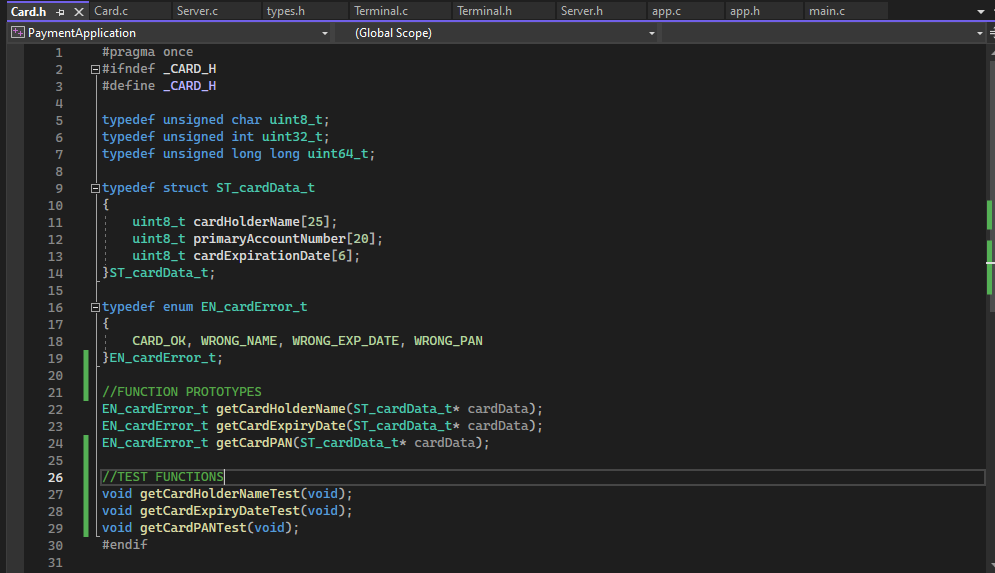 Card.h Card.c Server.c types.h Terminal.c Terminal.h Server.h app.c app.h main.c
PaymentApplication (Global Scope)
1 #pragma once
2 #ifndef _CARD_H
3 #define _CARD_H
4
5 typedef unsigned char uint8_t;
6 typedef unsigned int uint32_t;
7 typedef unsigned long long uint64_t;
8
9 typedef struct ST_cardData_t
10 {
11 uint8_t cardHolderName[25];
12 uint8_t primaryAccountNumber[20];
13 uint8_t cardExpirationDate[6];
14 }ST_cardData_t;
15
16 typedef enum EN_cardError_t
17 {
18 CARD_OK, WRONG_NAME, WRONG_EXP_DATE, WRONG_PAN
19 }EN_cardError_t;
20
21 //FUNCTION PROTOTYPES
22 EN_cardError_t getCardHolderName(ST_cardData_t* cardData);
23 EN_cardError_t getCardExpiryDate(ST_cardData_t* cardData);
24 EN_cardError_t getCardPAN(ST_cardData_t* cardData);
25
26 //TEST FUNCTIONS
27 void getCardHolderNameTest(void);
28 void getCardExpiryDateTest(void);
29 void getCardPANTest(void);
30 #endif
31